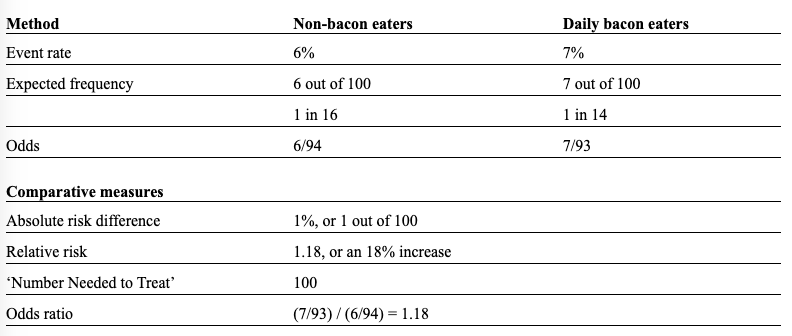 Method Non-bacon eaters Daily bacon eaters
Event rate 6% 7%
Expected frequency 6 out of 100 7 out of 100
1 in 16 1 in 14
Odds 6/94 7/93
Comparative measures
Absolute risk difference 1%, or 1 out of 100
Relative risk 1.18, or an 18% increase
‘Number Needed to Treat’ 100
Odds ratio (7/93) / (6/94) = 1.18